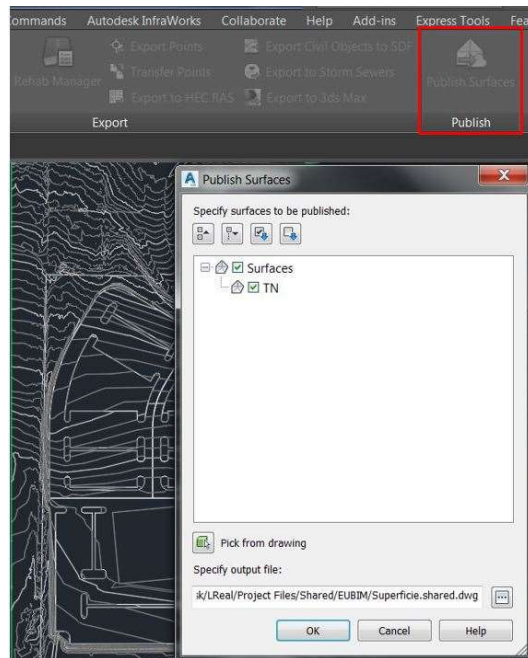 ommands Autodesk InfraWorks Collaborate Help Add-ins Express Tools Fea
Export Points Export Civil Objects to SDF
Rehab Manager Transfer Points Export to Storm Sewers Publish Surfaces
Export to HEC RAS Export to 3ds Max
Export Publish
A Publish Surfaces X
Specify surfaces to be published:
Surfaces
TN
Pick from drawing
Specify output file:
k/LReal/Project Files/Shared/EUBIM/Superficie.shared.dwg ...
OK Cancel Help